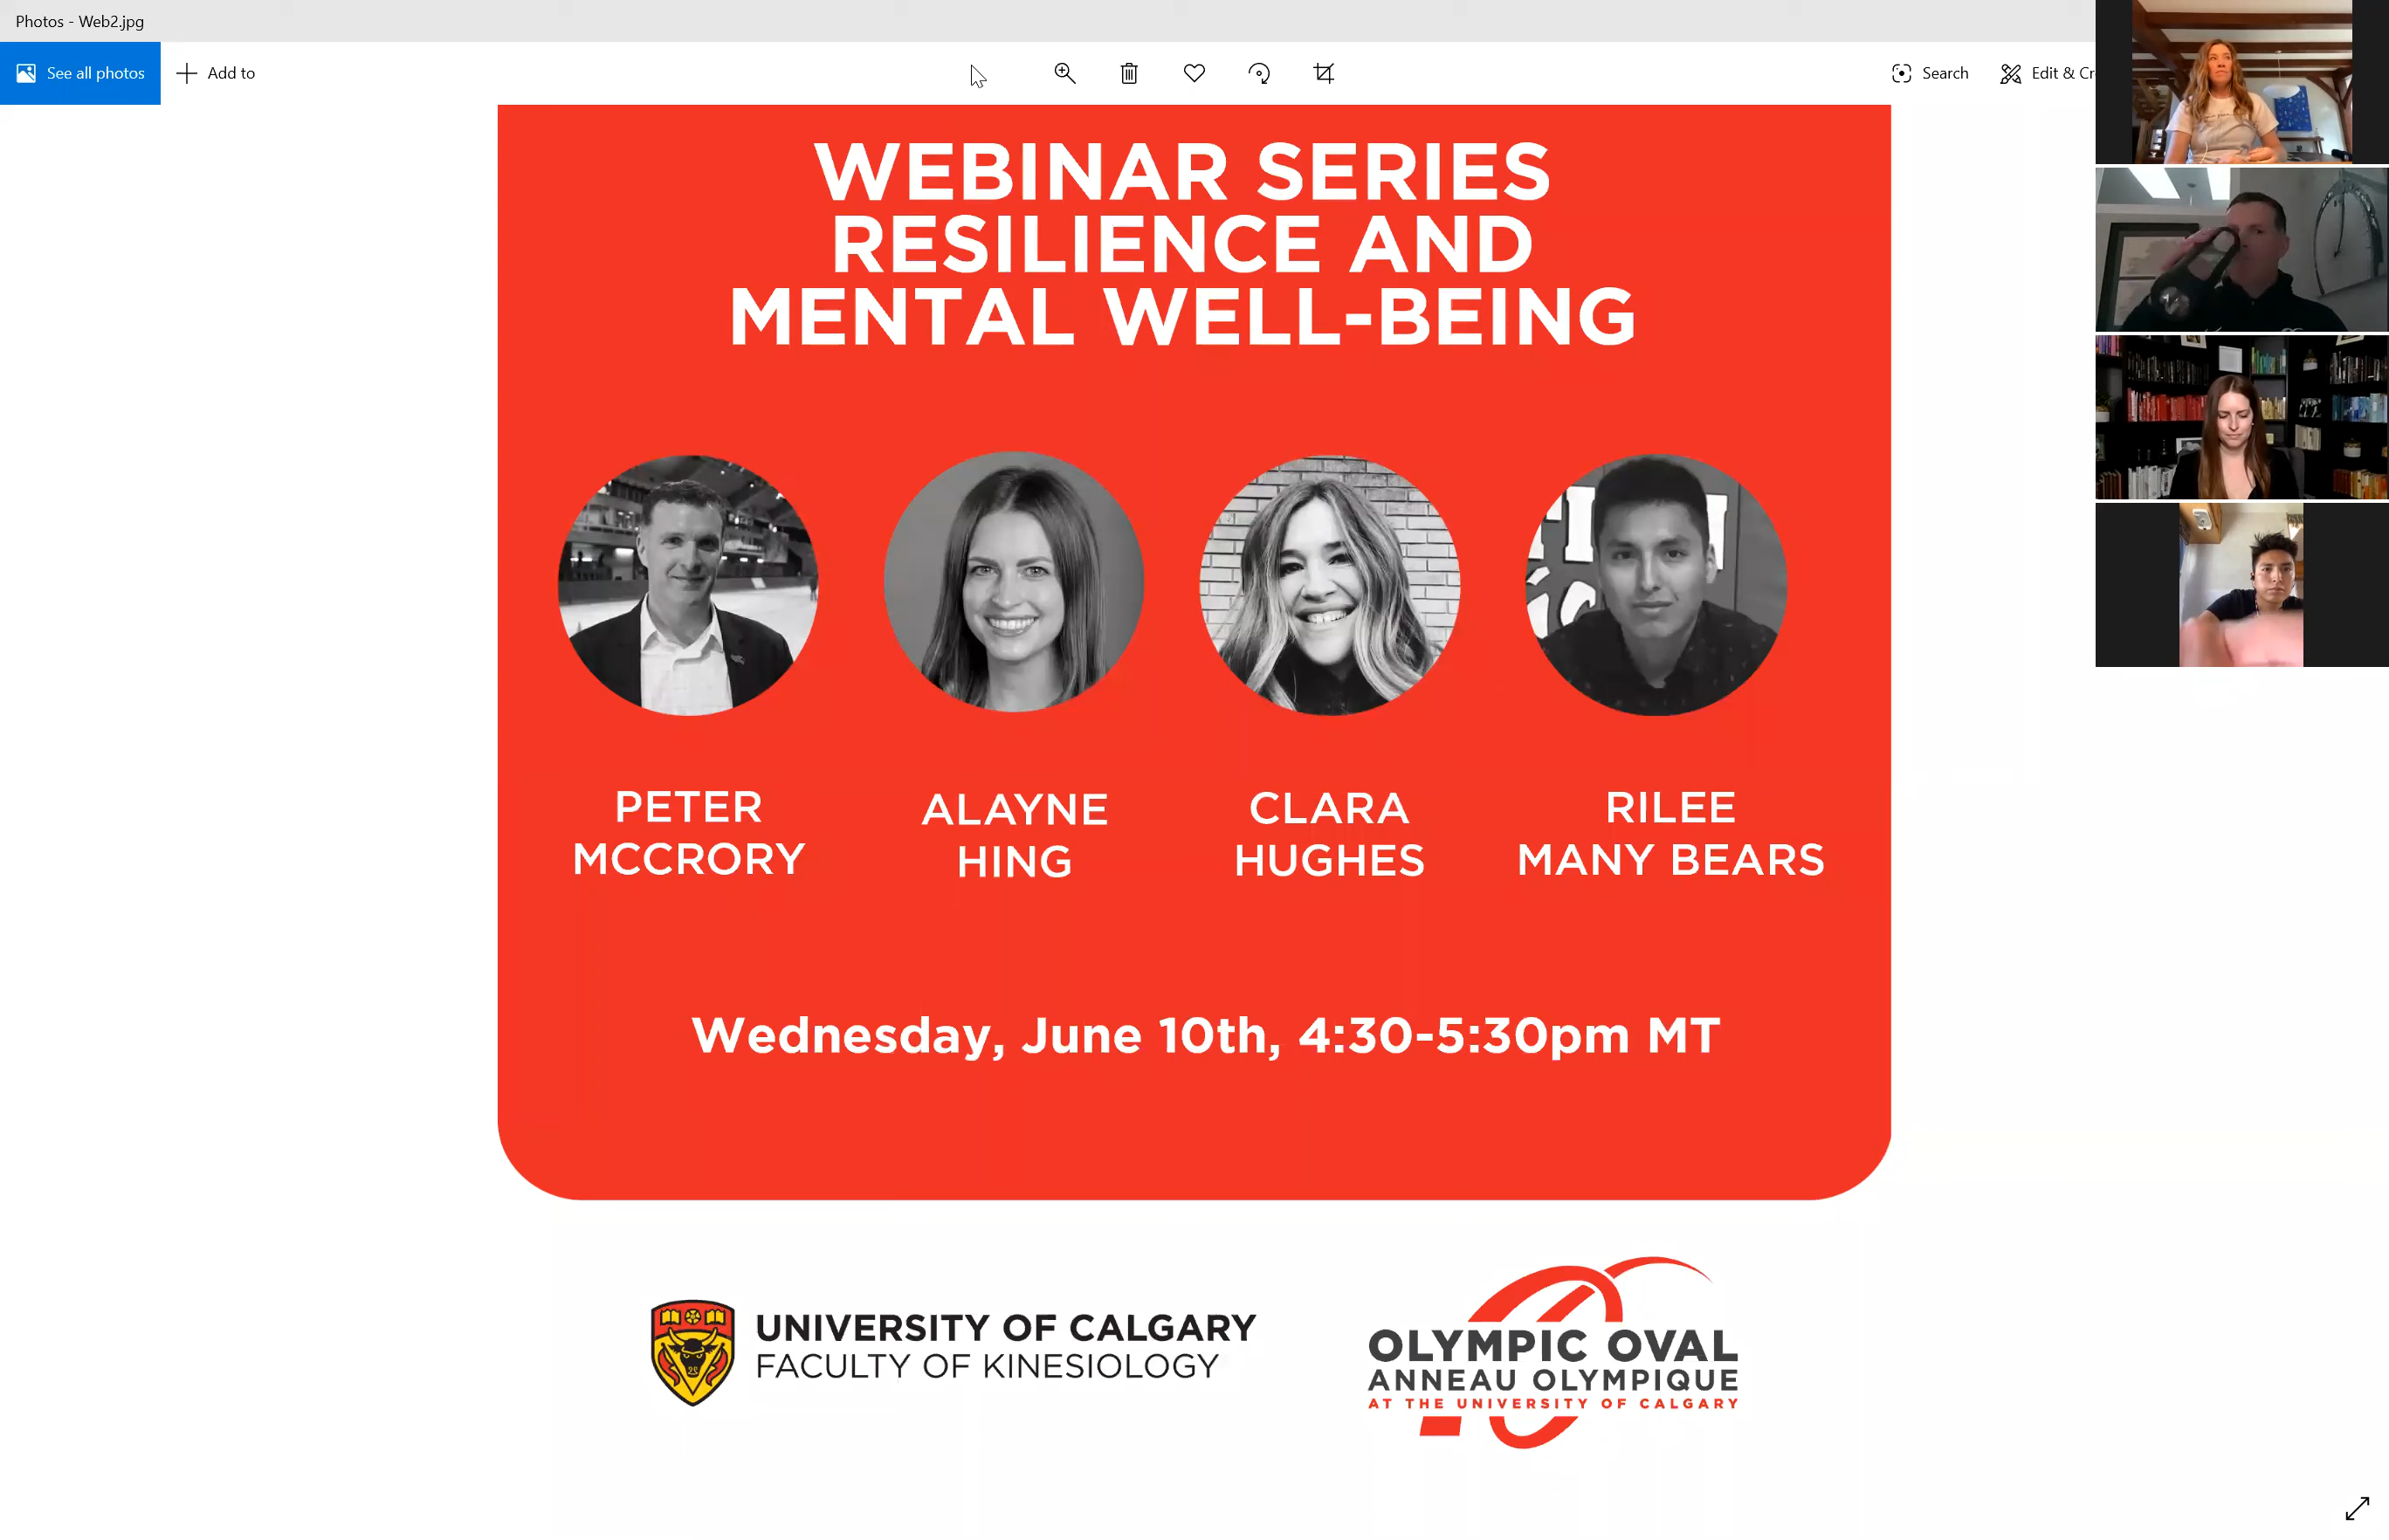 Photos - Web2.jpg
See all photos
Add to
Search
Edit & Cr
WEBINAR SERIES
RESILIENCE AND
MENTAL WELL-BEING
PETER
MCCRORY
ALAYNE
HING
CLARA
HUGHES
RILEE
MANY BEARS
Wednesday, June 10th, 4:30-5:30pm MT
UNIVERSITY OF CALGARY
FACULTY OF KINESIOLOGY
OLYMPIC OVAL
ANNEAU OLYMPIQUE
AT THE UNIVERSITY OF CALGARY